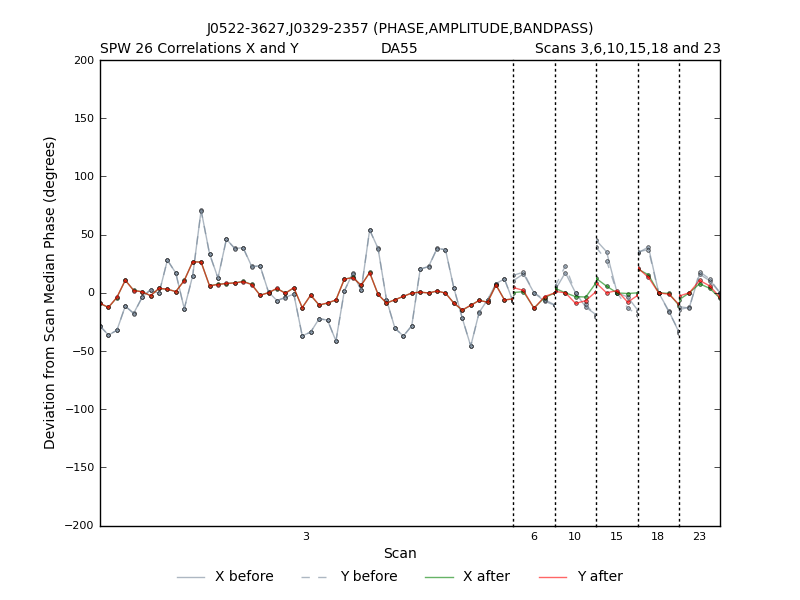 J0522-3627,J0329-2357 (PHASE,AMPLITUDE,BANDPASS)
SPW 26 Correlations X and Y DA55 Scans 3,6,10,15,18 and 23
200
150
100
50
0
−50
−100
−150
−200
Deviation from Scan Median Phase (degrees)
3 6 10 15 18 23
Scan
X before Y before X after Y after